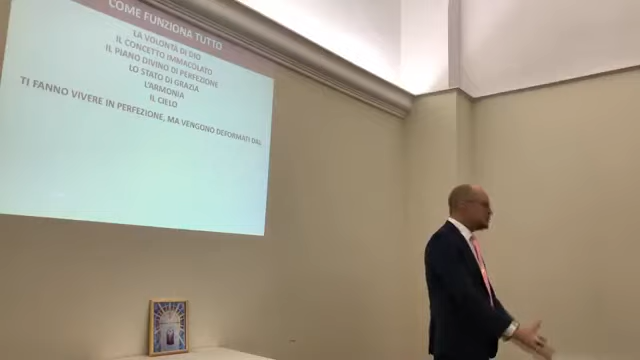 COME FUNZIONA TUTTO
LA VOLONTÀ DI DIO
IL CONCETTO IMMACOLATO
IL PIANO DIVINO DI PERFEZIONE
LO STATO DI GRAZIA
L'ARMONIA
IL CIELO
TI FANNO VIVERE IN PERFEZIONE, MA VENGONO DEFORMATI DAL: